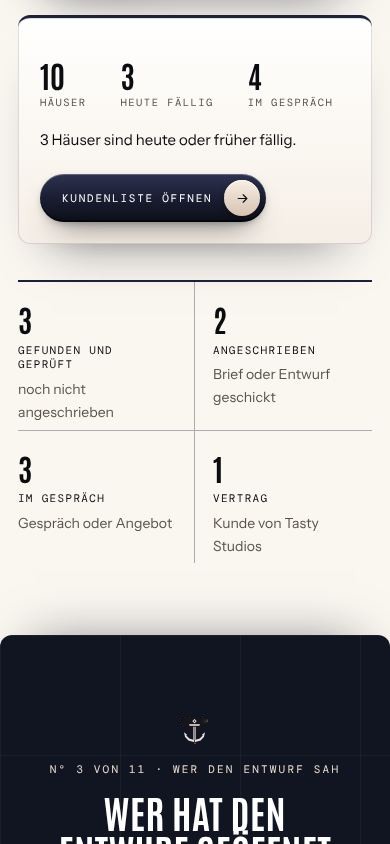 10
HÄUSER
3
HEUTE FÄLLIG
4
IM GESPRÄCH
3 Häuser sind heute oder früher fällig.
KUNDENLISTE ÖFFNEN →
3
GEFUNDEN UND
GEPRÜFT
noch nicht
angeschrieben
2
ANGESCHRIEBEN
Brief oder Entwurf
geschickt
3
IM GESPRÄCH
Gespräch oder Angebot
1
VERTRAG
Kunde von Tasty
Studios
N° 3 VON 11 · WER DEN ENTWURF SAH
WER HAT DEN
ENTWURF GEÖFFNET